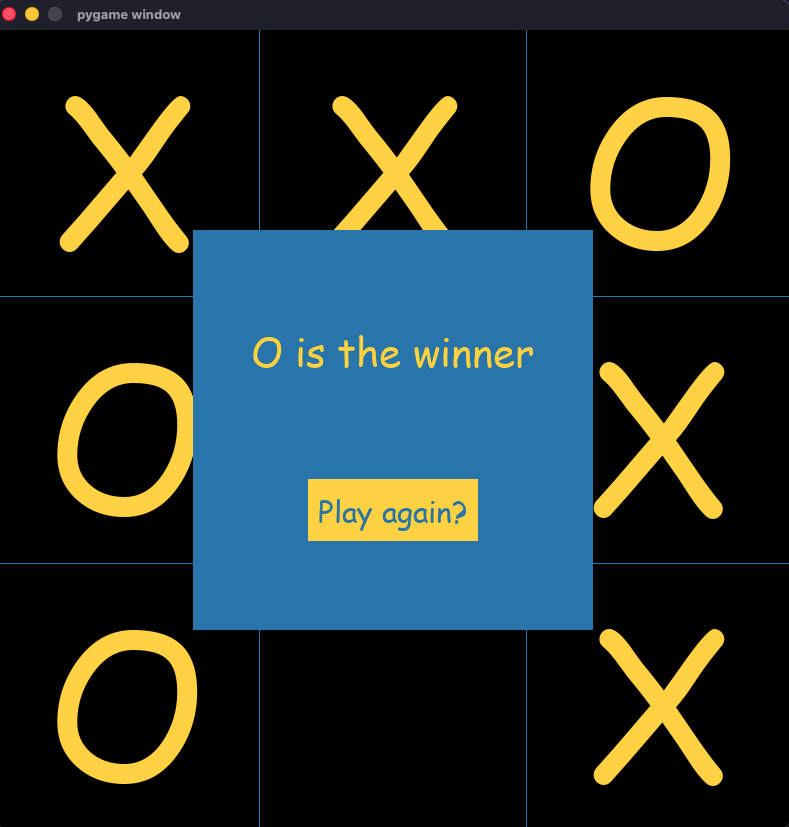 pygame window
X X O
O is the winner
O X
Play again?
O X